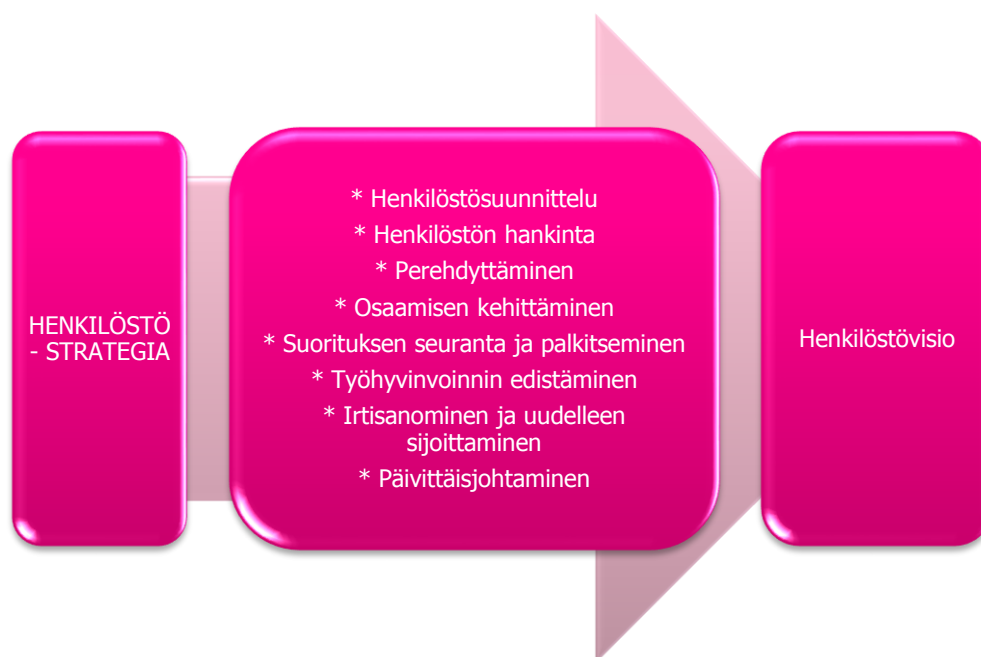 HENKILÖSTÖ
- STRATEGIA
* Henkilöstösuunnittelu
* Henkilöstön hankinta
* Perehdyttäminen
* Osaamisen kehittäminen
* Suorituksen seuranta ja palkitseminen
* Työhyvinvoinnin edistäminen
* Irtisanominen ja uudelleen
sijoittaminen
* Päivittäisjohtaminen
Henkilöstövisio